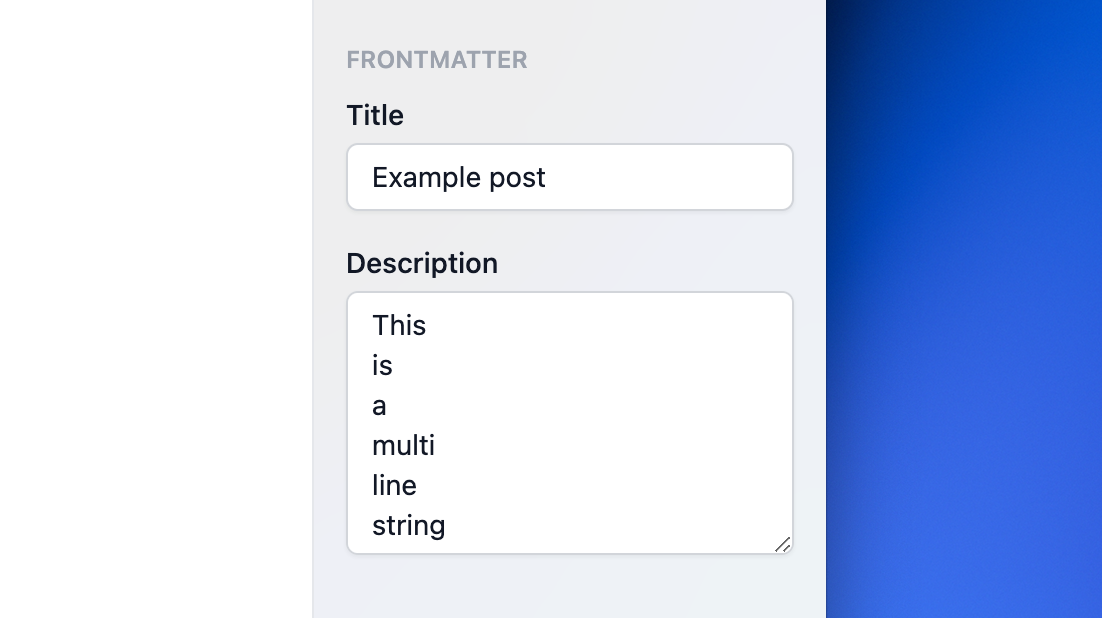 FRONTMATTER
Title
Example post
Description
This
is
a
multi
line
string